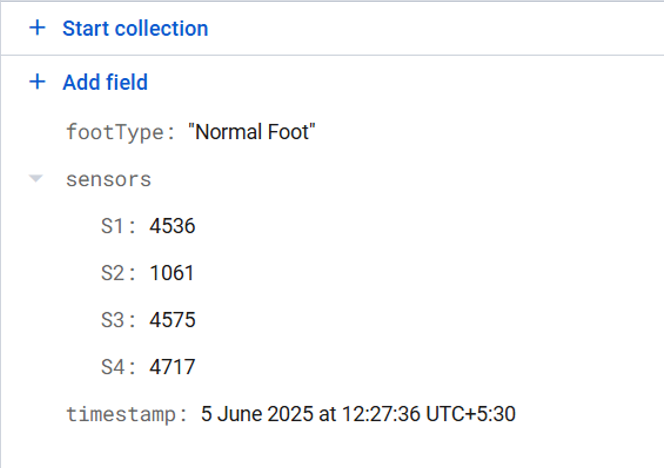 + Start collection
+ Add field
footType: "Normal Foot"
sensors
S1: 4536
S2: 1061
S3: 4575
S4: 4717
timestamp: 5 June 2025 at 12:27:36 UTC+5:30